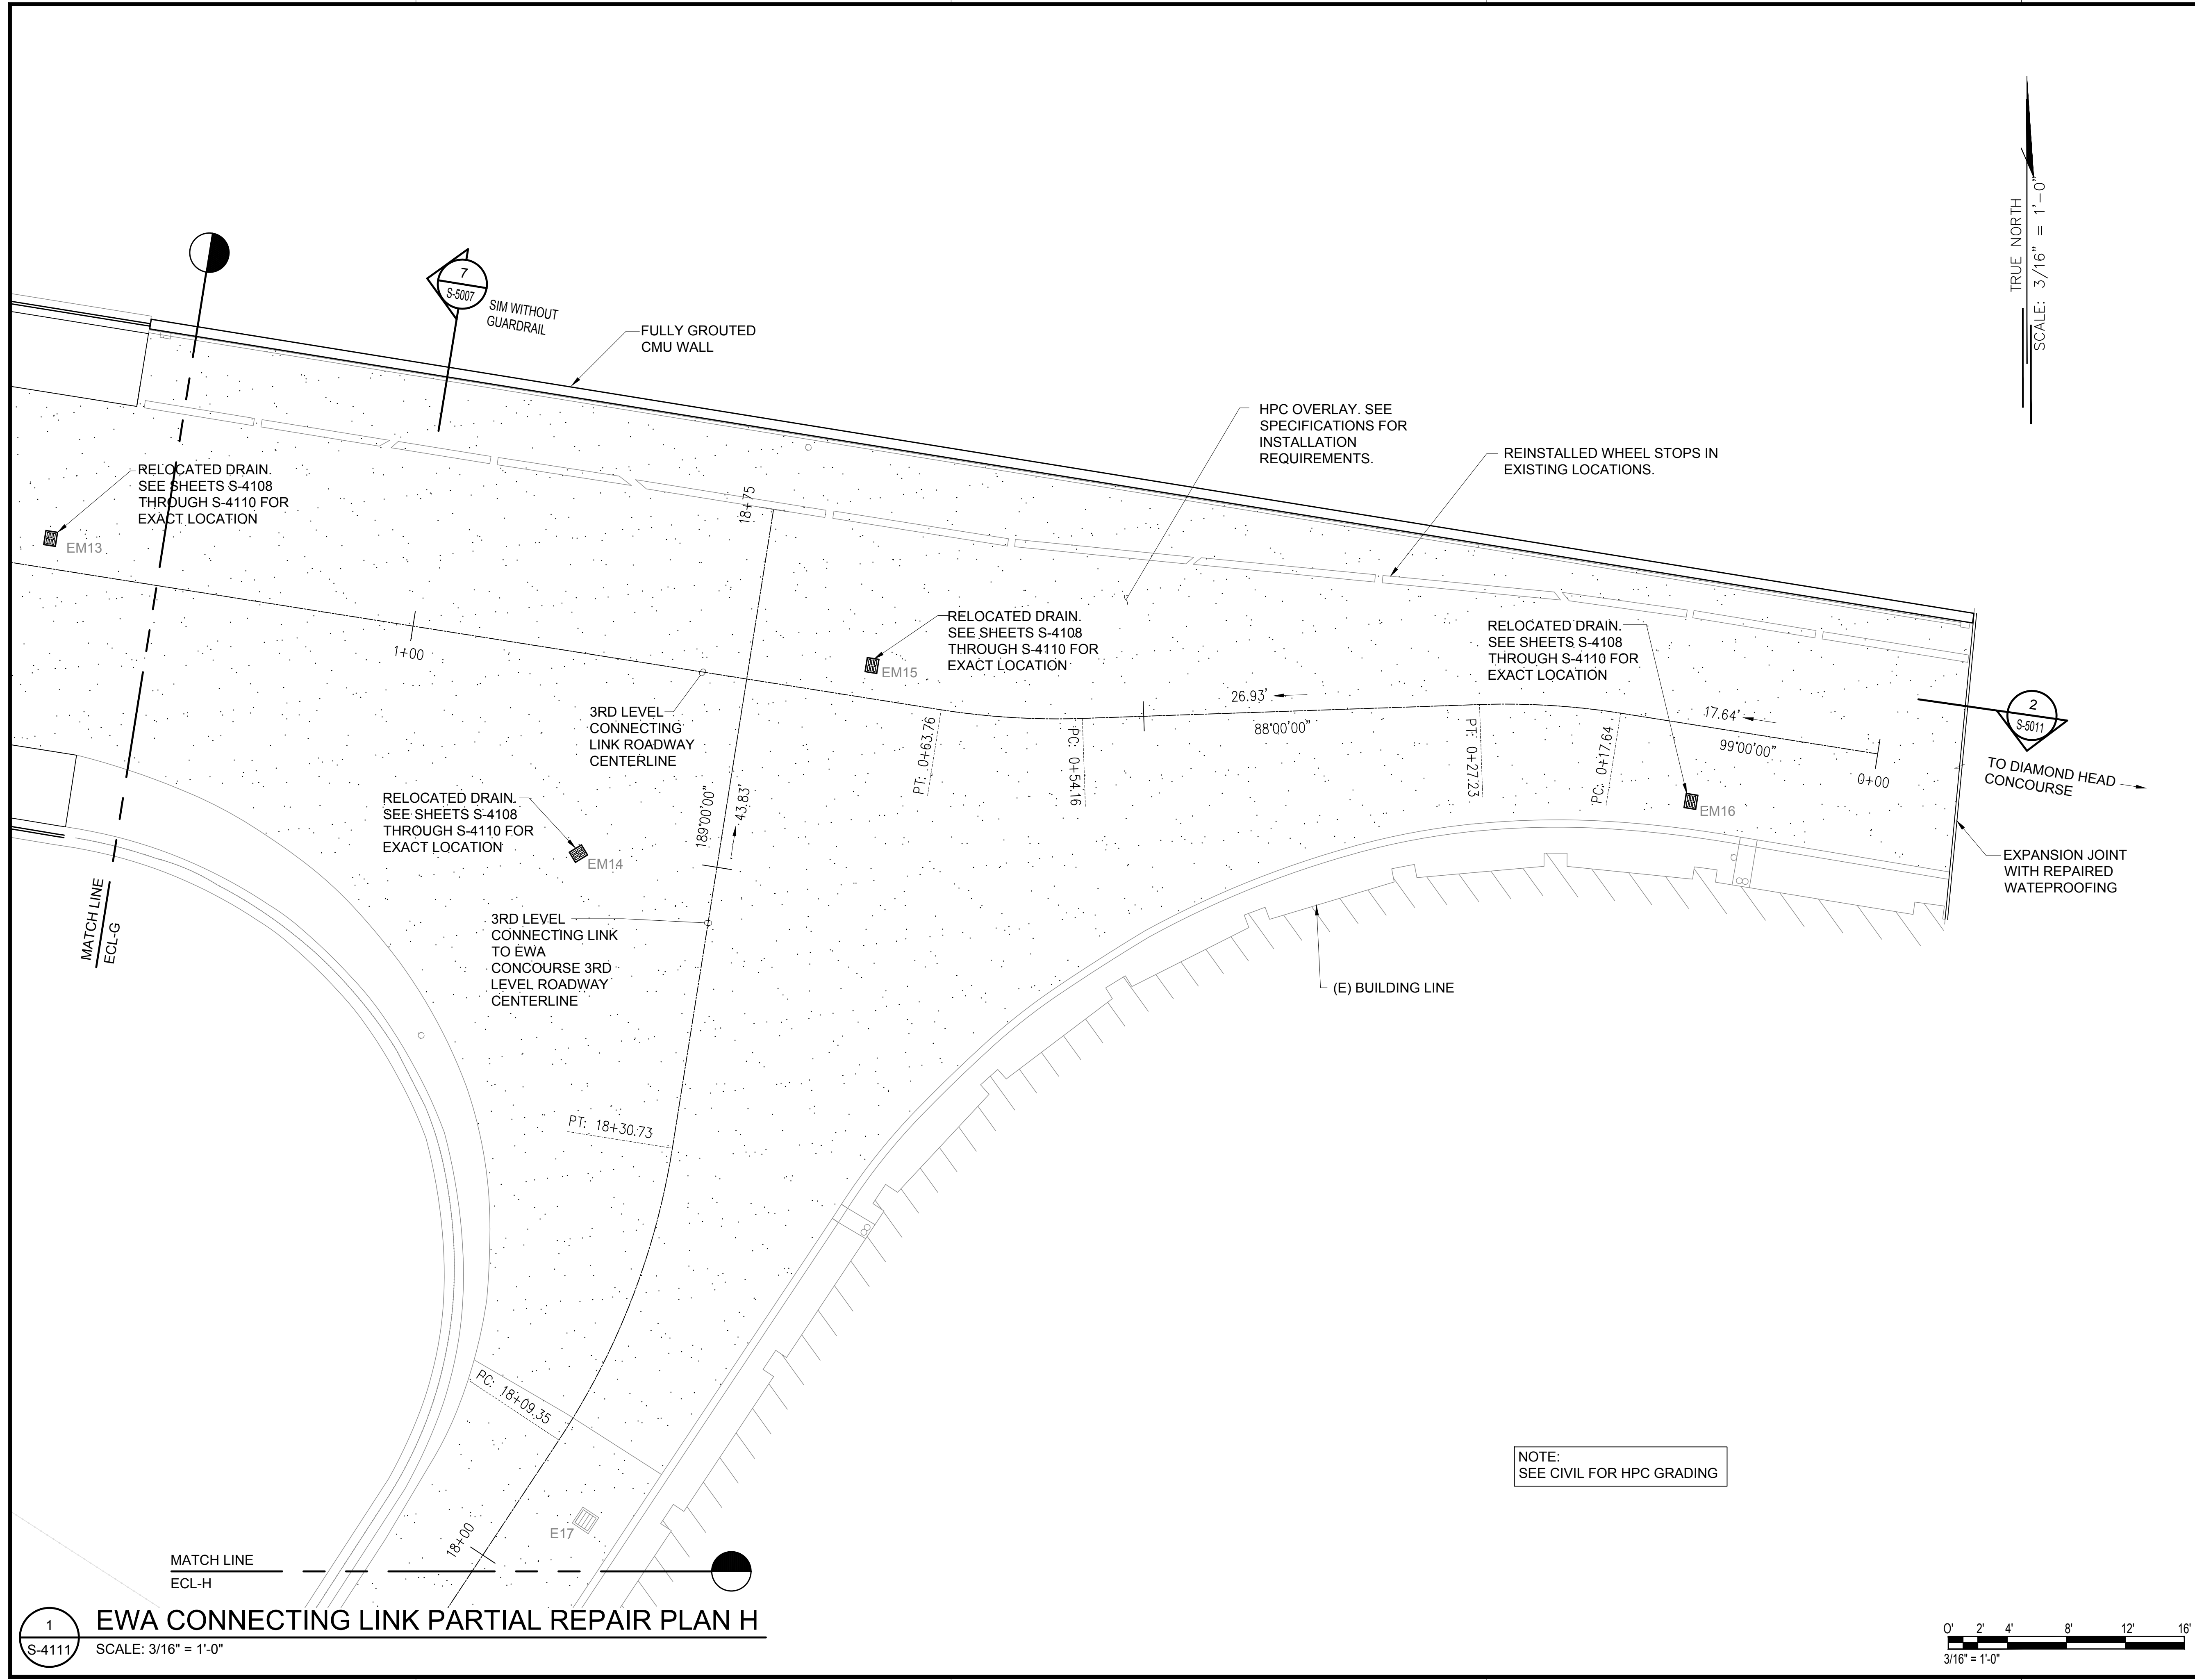 TRUE NORTH
SCALE: 3/16" = 1'-0"
7
S-5007
SIM WITHOUT
GUARDRAIL
FULLY GROUTED
CMU WALL
HPC OVERLAY. SEE
SPECIFICATIONS FOR
INSTALLATION
REQUIREMENTS.
REINSTALLED WHEEL STOPS IN
EXISTING LOCATIONS.
RELOCATED DRAIN.
SEE SHEETS S-4108
THROUGH S-4110 FOR
EXACT LOCATION
EM13
18+75
1+00
RELOCATED DRAIN.
SEE SHEETS S-4108
THROUGH S-4110 FOR
EXACT LOCATION
EM15
RELOCATED DRAIN.
SEE SHEETS S-4108
THROUGH S-4110 FOR
EXACT LOCATION
3RD LEVEL
CONNECTING
LINK ROADWAY
CENTERLINE
PT: 0+63.76
PC: 0+54.16
26.93'
88°00'00"
PT: 0+27.23
PC: 0+17.64
17.64'
99°00'00"
0+00
2
S-5011
TO DIAMOND HEAD
CONCOURSE
EM16
RELOCATED DRAIN.
SEE SHEETS S-4108
THROUGH S-4110 FOR
EXACT LOCATION
EM14
189°00'00"
43.83'
EXPANSION JOINT
WITH REPAIRED
WATEPROOFING
MATCH LINE
ECL-G
3RD LEVEL
CONNECTING LINK
TO EWA
CONCOURSE 3RD
LEVEL ROADWAY
CENTERLINE
(E) BUILDING LINE
PT: 18+30.73
PC: 18+09.35
NOTE:
SEE CIVIL FOR HPC GRADING
E17
18+00
MATCH LINE
ECL-H
1
S-4111
EWA CONNECTING LINK PARTIAL REPAIR PLAN H
SCALE: 3/16" = 1'-0"
0' 2' 4' 8' 12' 16'
3/16" = 1'-0"